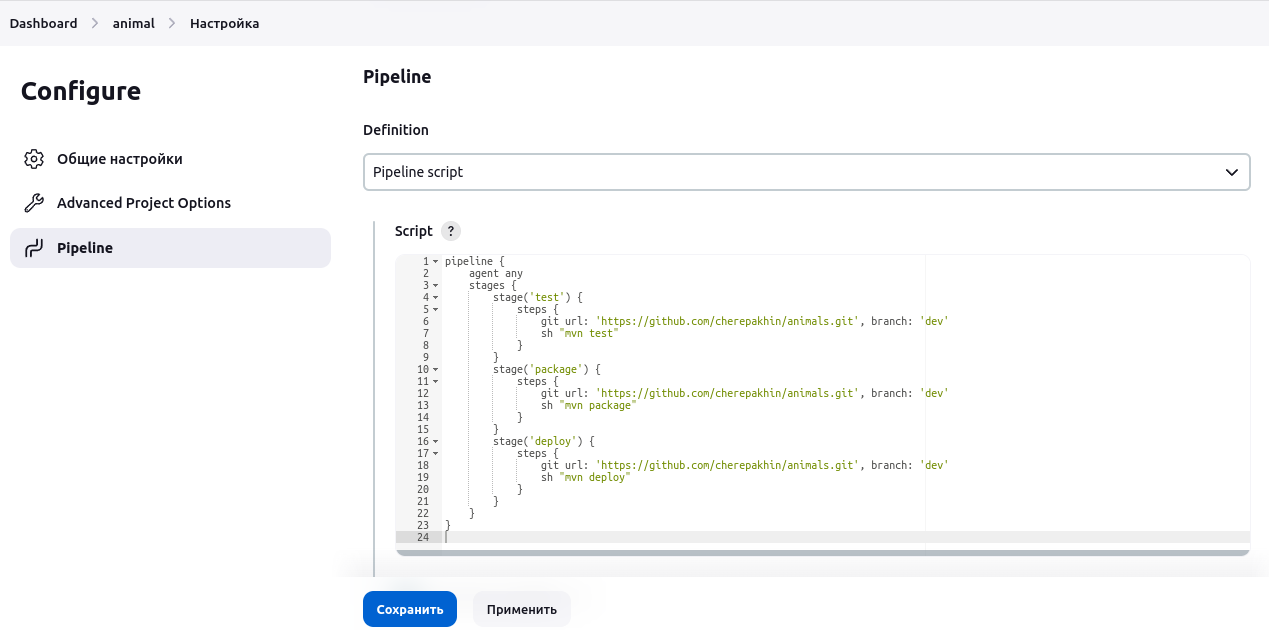 Dashboard > animal > Настройка
Configure
Общие настройки
Advanced Project Options
Pipeline
Pipeline
Definition
Pipeline script
Script ?
1 pipeline {
2     agent any
3     stages {
4         stage('test') {
5             steps {
6                 git url: 'https://github.com/cherepakhin/animals.git', branch: 'dev'
7                 sh "mvn test"
8             }
9         }
10         stage('package') {
11             steps {
12                 git url: 'https://github.com/cherepakhin/animals.git', branch: 'dev'
13                 sh "mvn package"
14             }
15         }
16         stage('deploy') {
17             steps {
18                 git url: 'https://github.com/cherepakhin/animals.git', branch: 'dev'
19                 sh "mvn deploy"
20             }
21         }
22     }
23 }
24
Сохранить Применить